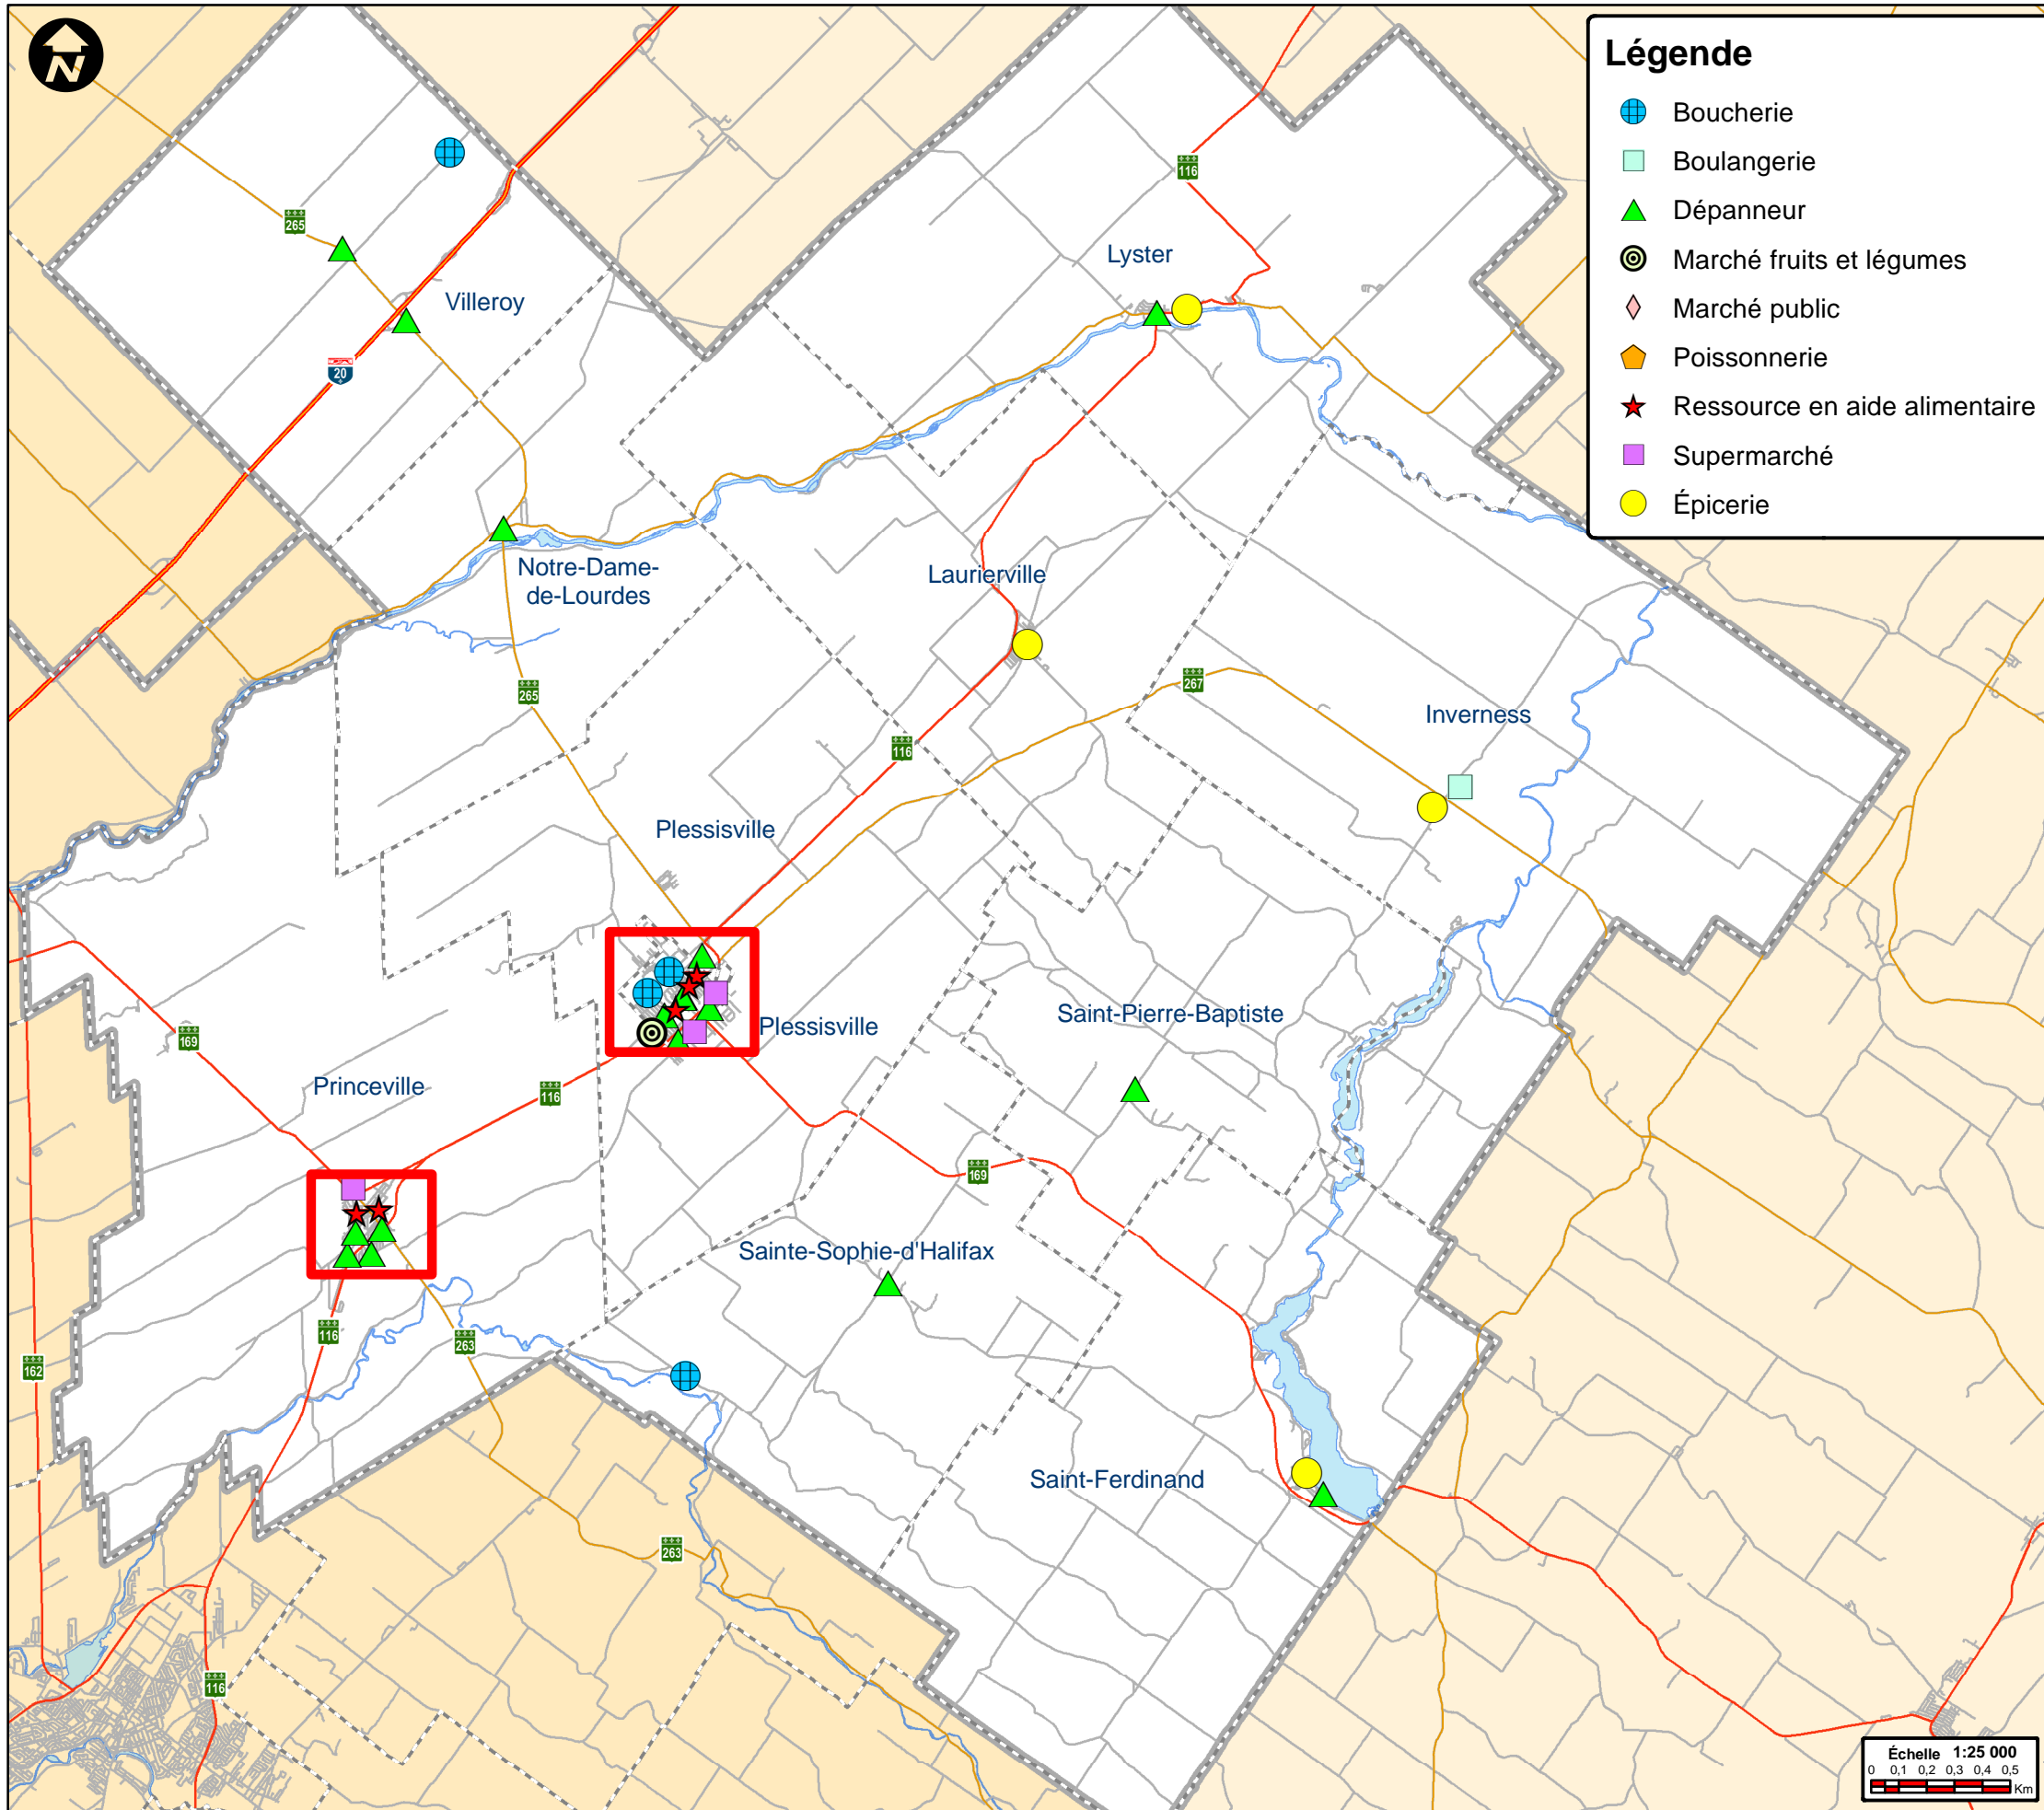 N
Légende
Boucherie
Boulangerie
Dépanneur
Marché fruits et légumes
Marché public
Poissonnerie
Ressource en aide alimentaire
Supermarché
Épicerie
116
265
Lyster
Villeroy
20
Notre-Dame-
de-Lourdes
Laurierville
265
267
Inverness
116
Plessisville
Saint-Pierre-Baptiste
Plessisville
169
Princeville
116
169
Sainte-Sophie-d'Halifax
116
263
162
Saint-Ferdinand
263
116
Échelle 1:25 000
0 0,1 0,2 0,3 0,4 0,5
Km